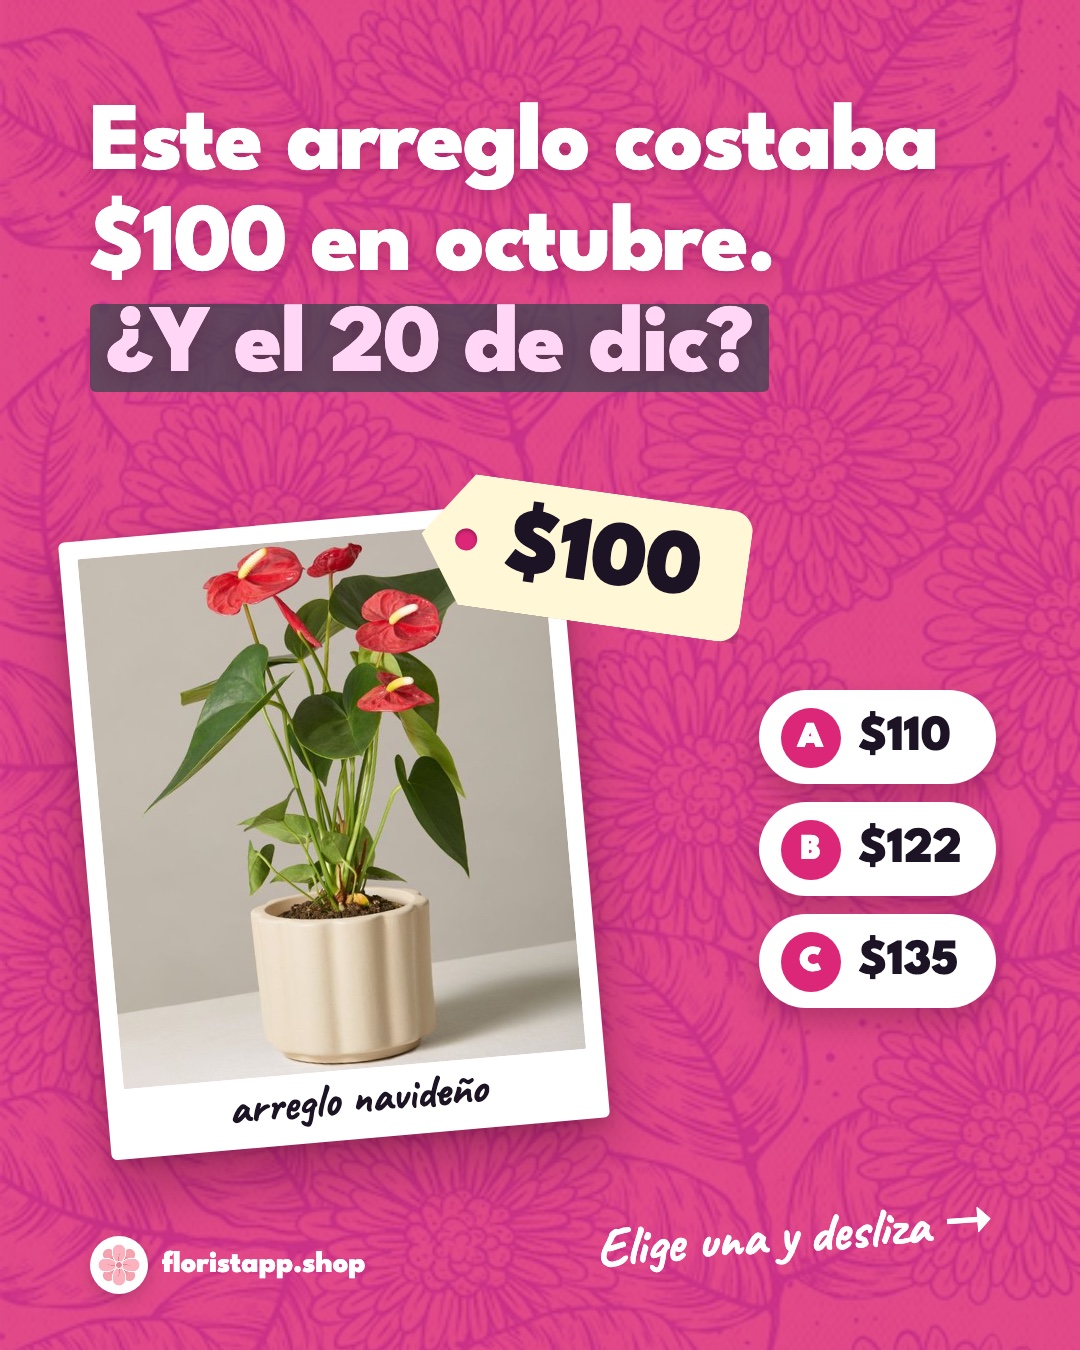 Este arreglo costaba
$100 en octubre.
¿Y el 20 de dic?
$100
A $110
B $122
C $135
arreglo navideño
Elige una y desliza →
floristapp.shop